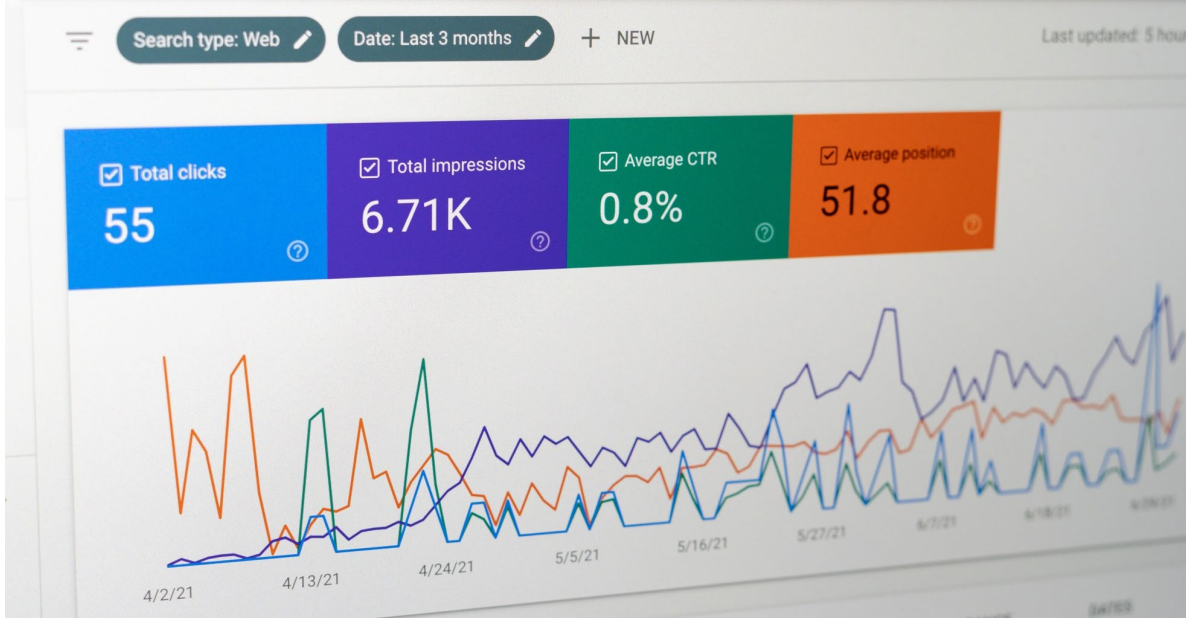 Search type: Web
Date: Last 3 months
+ NEW
Last updated: 5
Total clicks
55
Total impressions
6.71K
Average CTR
0.8%
Average position
51.8
4/2/21
4/13/21
4/24/21
5/5/21
5/16/21
5/27/21
6/7/21
6/18/21